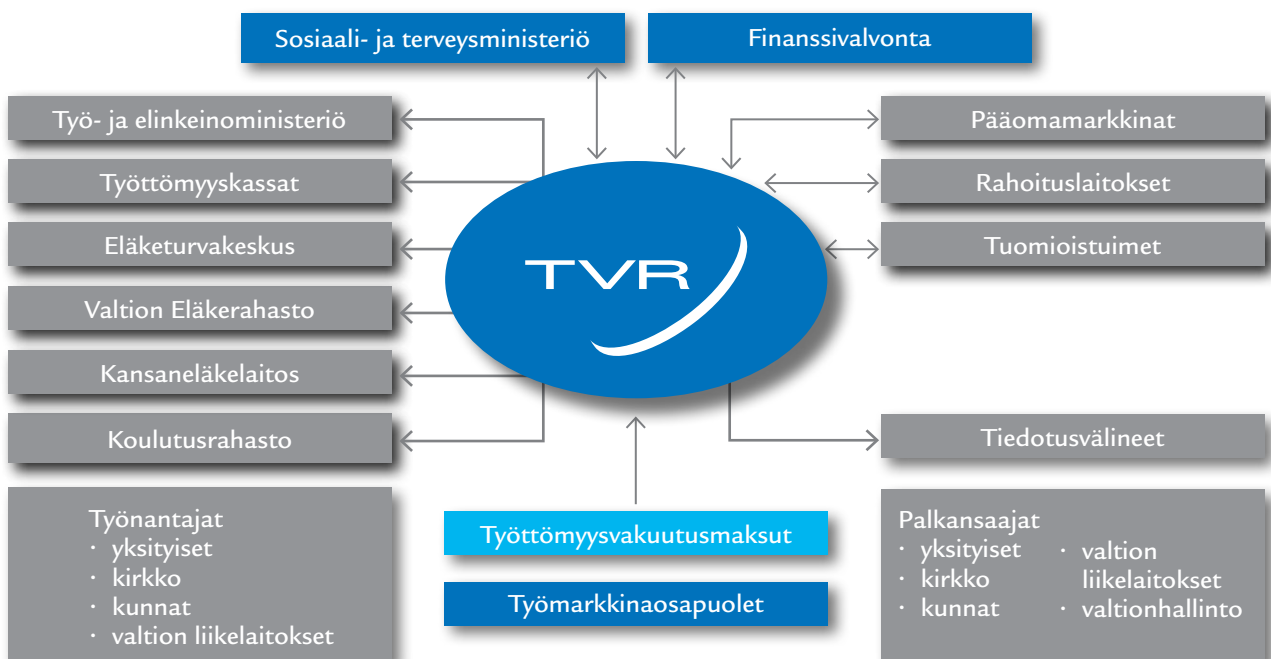 Sosiaali- ja terveysministeriö
Finanssivalvonta
Työ- ja elinkeinoministeriö
Työttömyyskassat
Eläketurvakeskus
Valtion Eläkerahasto
Kansaneläkelaitos
Koulutusrahasto
Työnantajat
· yksityiset
· kirkko
· kunnat
· valtion liikelaitokset
TVR
Työttömyysvakuutusmaksut
Työmarkkinaosapuolet
Pääomamarkkinat
Rahoituslaitokset
Tuomioistuimet
Tiedotusvälineet
Palkansaajat
· yksityiset
· kirkko
· kunnat
· valtion
liikelaitokset
· valtionhallinto